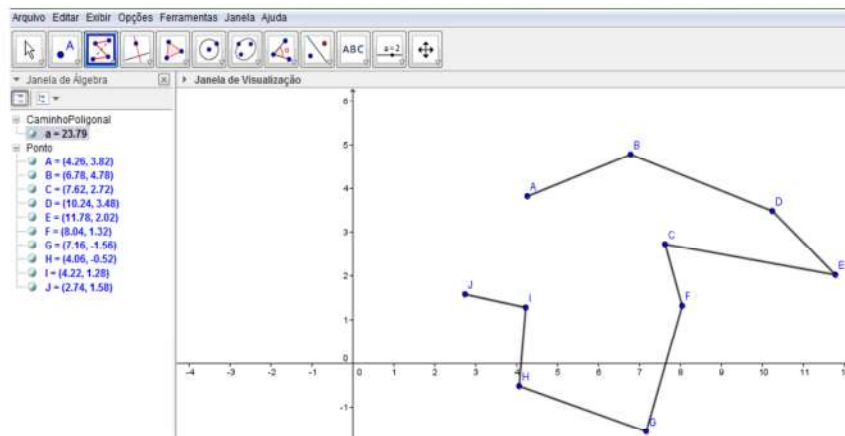 Arquivo Editar Exibir Opções Ferramentas Janela Ajuda
A
ABC
a=2
Janela de Álgebra
Janela de Visualização
CaminhoPoligonal
a = 23.79
Ponto
A = (4.26, 3.82)
B = (6.78, 4.78)
C = (7.62, 2.72)
D = (10.24, 3.48)
E = (11.78, 2.02)
F = (8.04, 1.32)
G = (7.16, -1.56)
H = (4.06, -0.52)
I = (4.22, 1.28)
J = (2.74, 1.58)
6
5
B
4
A
D
3
C
E
2
J
I
F
1
0
-4 -3 -2 -1 0 1 2 3 4 5 6 7 8 9 10 11 12
H
-1
G